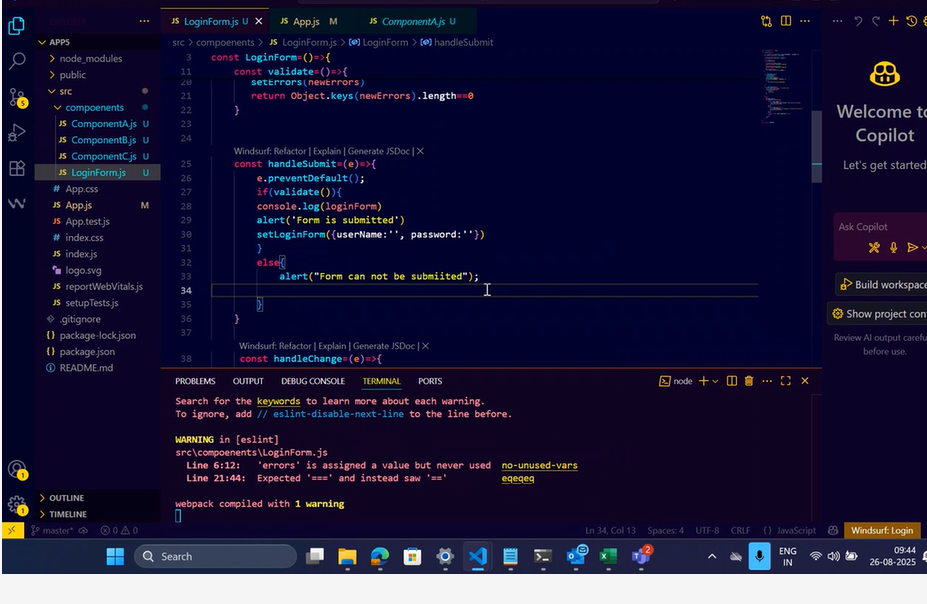 EXPLORER
JS LoginForm.js U
JS App.js M
JS ComponentA.js U
src > compoenents > JS LoginForm.js > LoginForm > handleSubmit
APP5
node_modules
public
src
compoenents
JS ComponentA.js U
JS ComponentB.js U
JS ComponentC.js U
JS LoginForm.js U
# App.css
JS App.js M
JS App.test.js
# index.css
JS index.js
logo.svg
JS reportWebVitals.js
JS setupTests.js
.gitignore
{} package-lock.json
{} package.json
README.md
OUTLINE
TIMELINE
5
1
1
3 const LoginForm=()=>{
11 const validate=()=>{
20 setErrors(newErrors)
21 return Object.keys(newErrors).length==0
22 }
23
24
Windsurf: Refactor | Explain | Generate JSDoc | X
25 const handleSubmit=(e)=>{
26 e.preventDefault();
27 if(validate()){
28 console.log(loginForm)
29 alert('Form is submitted')
30 setLoginForm({userName:'', password:''})
31 }
32 else{
33 alert("Form can not be submiited");
34
35 }
36 }
37
Windsurf: Refactor | Explain | Generate JSDoc | X
38 const handleChange=(e)=>{
PROBLEMS OUTPUT DEBUG CONSOLE TERMINAL PORTS
node
Search for the keywords to learn more about each warning.
To ignore, add // eslint-disable-next-line to the line before.
WARNING in [eslint]
src\compoenents\LoginForm.js
Line 6:12: 'errors' is assigned a value but never used no-unused-vars
Line 21:44: Expected '===' and instead saw '==' eqeqeq
webpack compiled with 1 warning
Welcome to
Copilot
Let's get started
Ask Copilot
Build workspace
Show project con
Review AI output carefu
before use.
master* 0 0
Ln 34, Col 13 Spaces: 4 UTF-8 CRLF {} JavaScript Windsurf: Login
Search
2
ENG
IN
09:44
26-08-2025